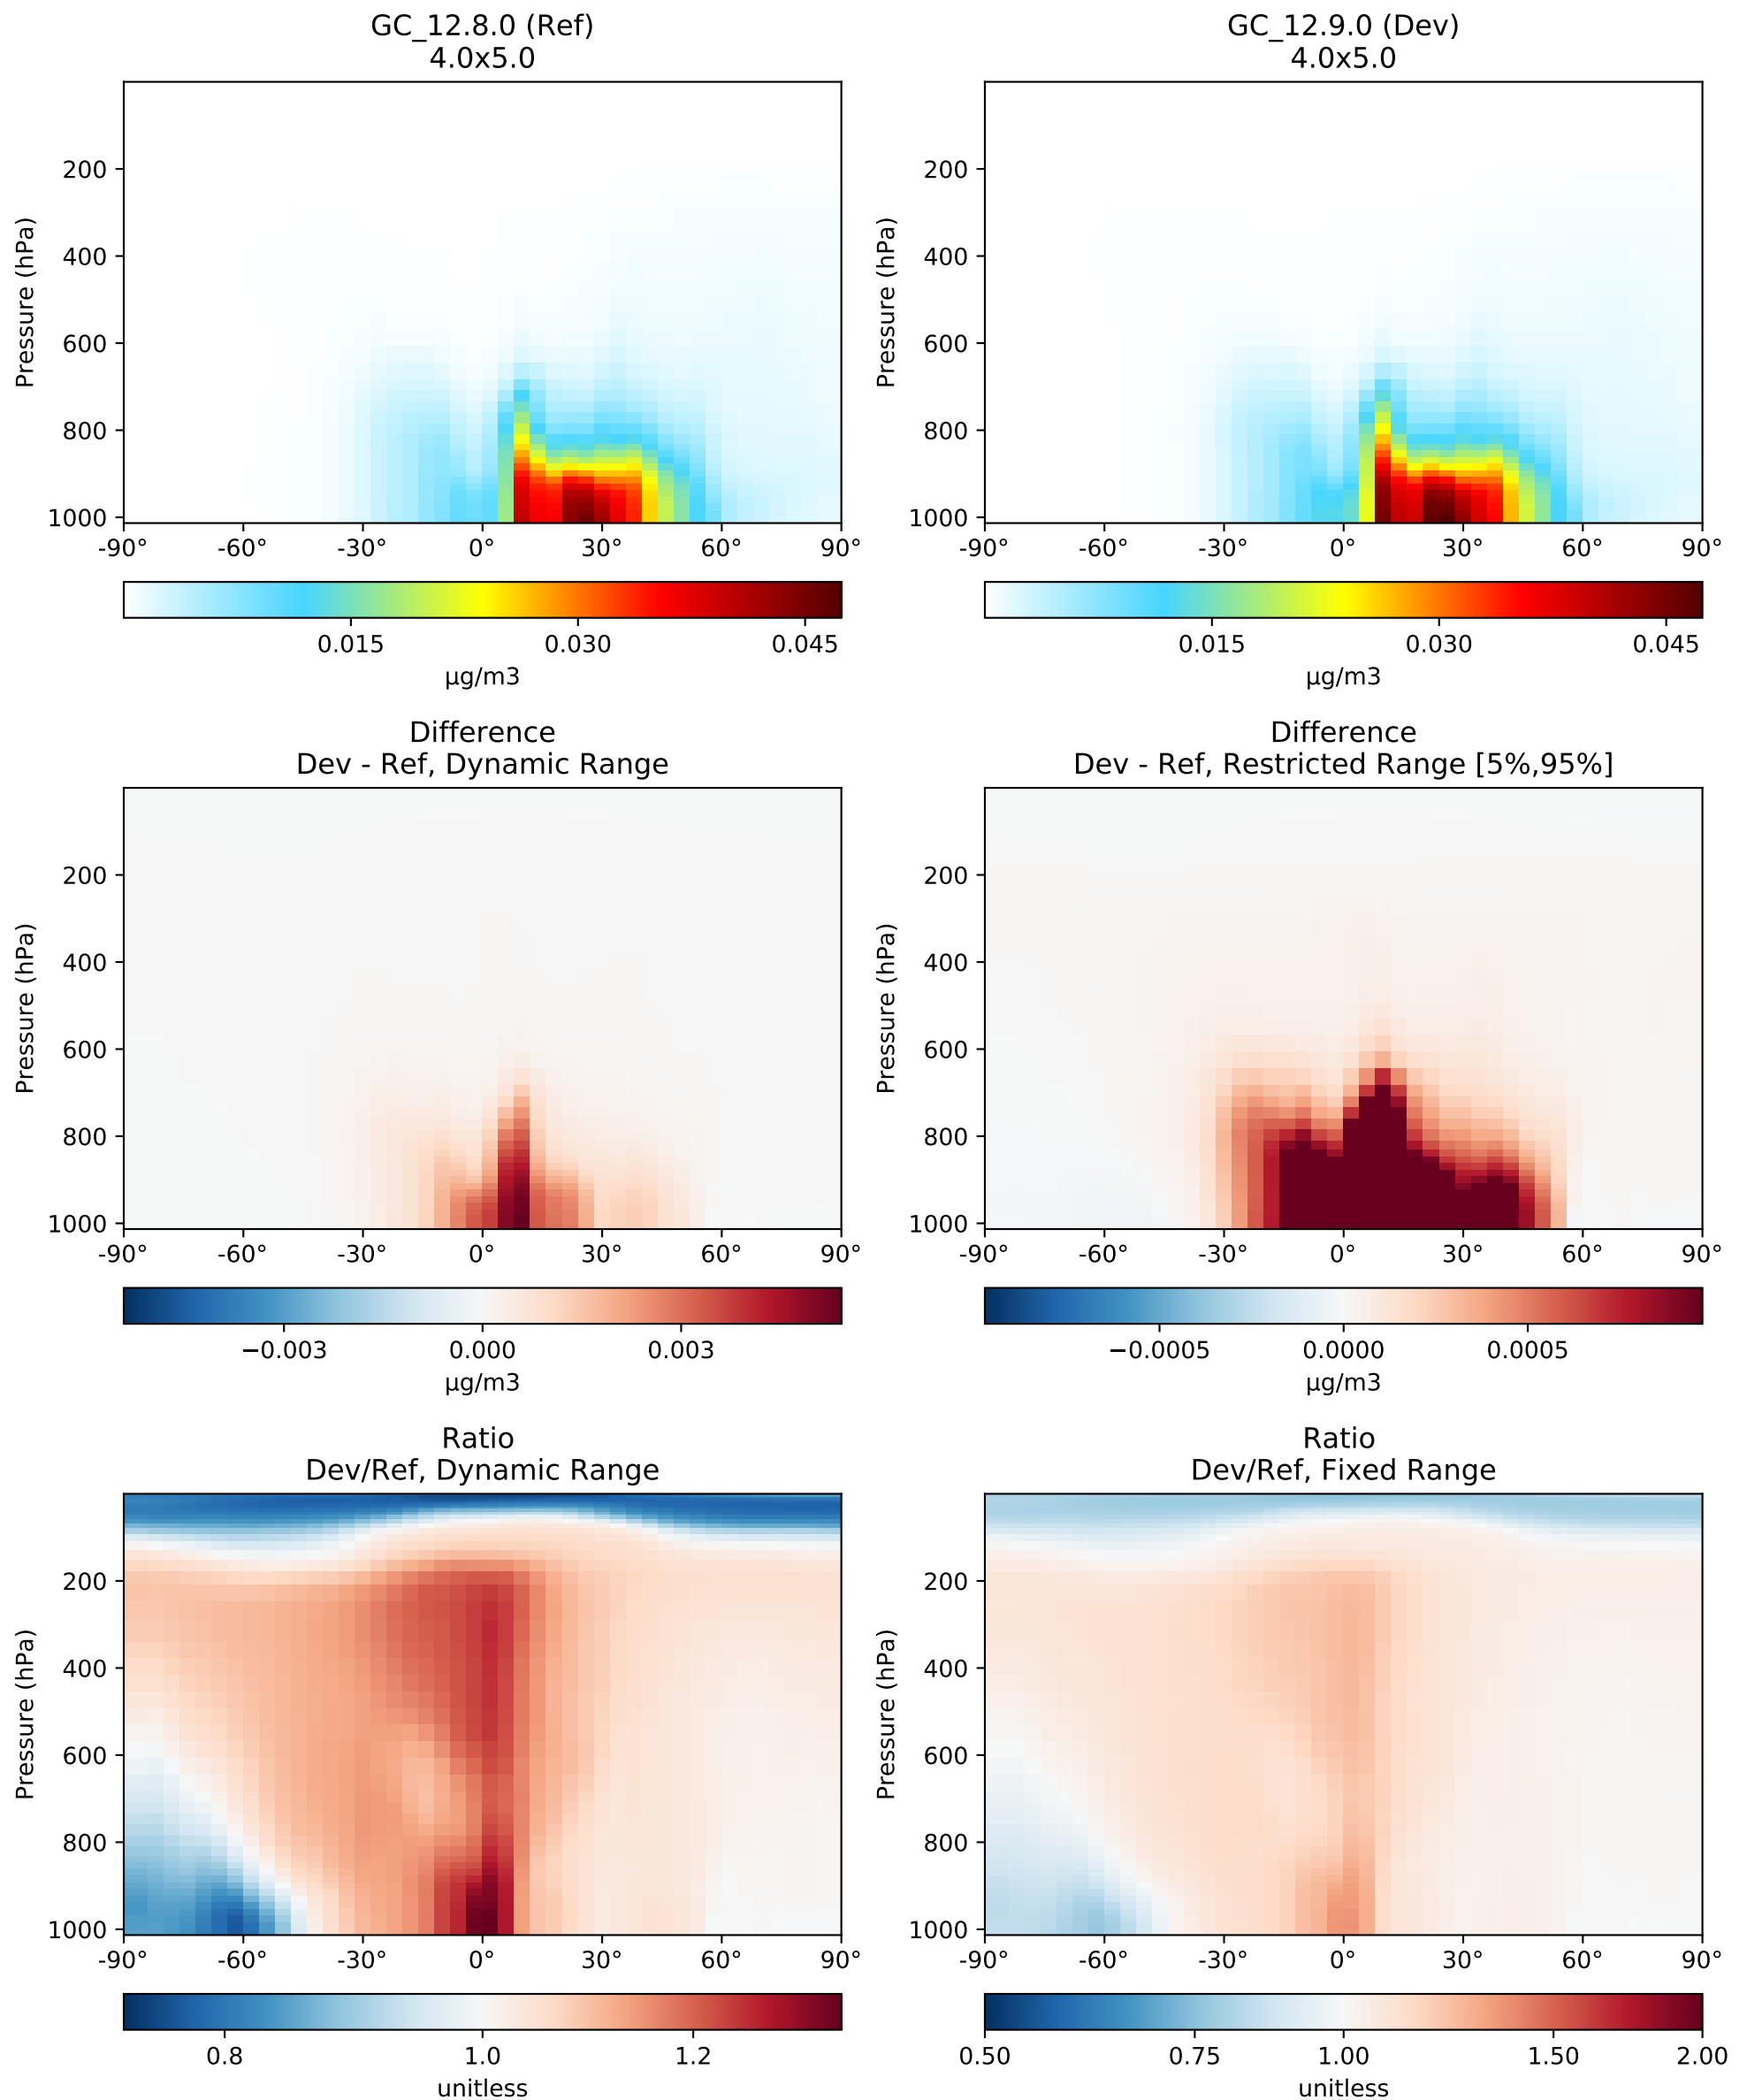 GC_12.8.0 (Ref)
4.0x5.0
Pressure (hPa)
200
400
600
800
1000
-90° -60° -30° 0° 30° 60° 90°
0.015 0.030 0.045
μg/m3
GC_12.9.0 (Dev)
4.0x5.0
Pressure (hPa)
200
400
600
800
1000
-90° -60° -30° 0° 30° 60° 90°
0.015 0.030 0.045
μg/m3
Difference
Dev - Ref, Dynamic Range
Pressure (hPa)
200
400
600
800
1000
-90° -60° -30° 0° 30° 60° 90°
−0.003 0.000 0.003
μg/m3
Difference
Dev - Ref, Restricted Range [5%,95%]
Pressure (hPa)
200
400
600
800
1000
-90° -60° -30° 0° 30° 60° 90°
−0.0005 0.0000 0.0005
μg/m3
Ratio
Dev/Ref, Dynamic Range
Pressure (hPa)
200
400
600
800
1000
-90° -60° -30° 0° 30° 60° 90°
0.8 1.0 1.2
unitless
Ratio
Dev/Ref, Fixed Range
Pressure (hPa)
200
400
600
800
1000
-90° -60° -30° 0° 30° 60° 90°
0.50 0.75 1.00 1.50 2.00
unitless